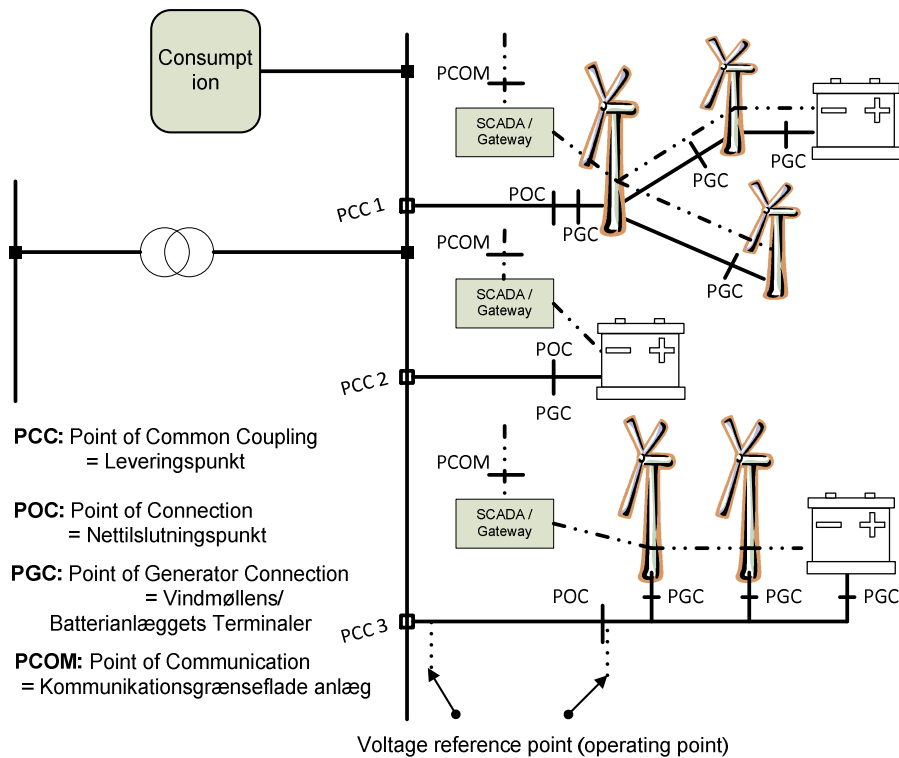 Consumpt
ion
PCOM
SCADA /
Gateway
PGC
PGC
PCC 1
POC
PGC
PGC
PCOM
SCADA /
Gateway
POC
PCC 2
PGC
PCC: Point of Common Coupling
= Leveringspunkt
POC: Point of Connection
= Nettilslutningspunkt
PGC: Point of Generator Connection
= Vindmøllens/
Batterianlæggets Terminaler
PCOM: Point of Communication
= Kommunikationsgrænseflade anlæg
PCOM
SCADA /
Gateway
POC
PGC
PGC
PGC
PCC 3
Voltage reference point (operating point)